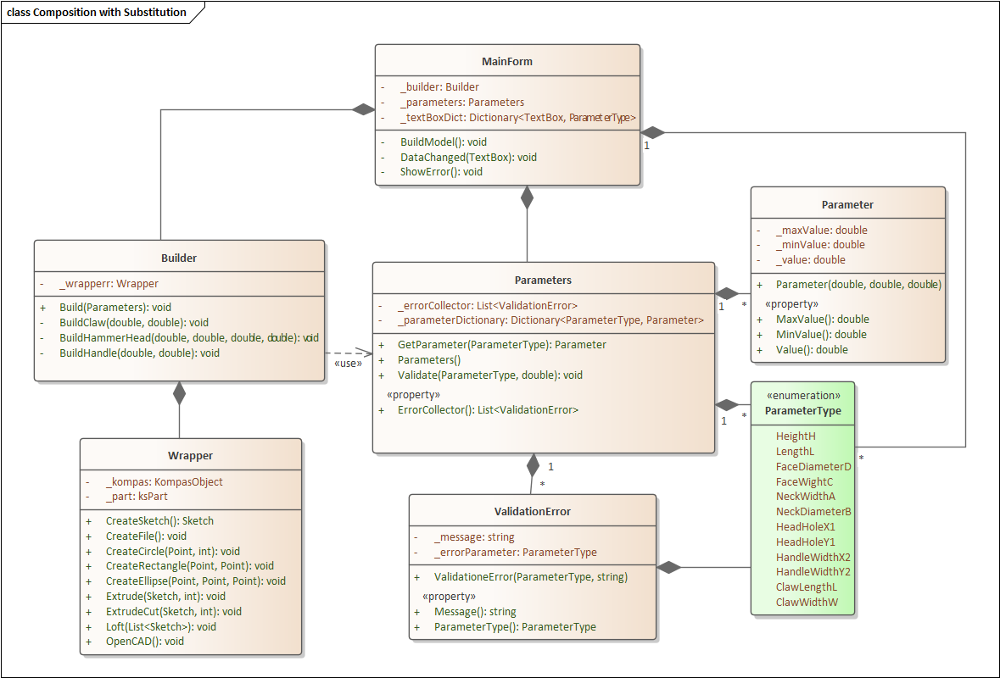 class Composition with Substitution
MainForm
- _builder: Builder
- _parameters: Parameters
- _textBoxDict: Dictionary<TextBox, ParameterType>
- BuildModel(): void
- DataChanged(TextBox): void
- ShowError(): void
1
*
Builder
- _wrapperr: Wrapper
+ Build(Parameters): void
- BuildClaw(double, double): void
- BuildHammerHead(double, double, double, double): void
- BuildHandle(double, double): void
«use»
Parameters
- _errorCollector: List<ValidationError>
- _parameterDictionary: Dictionary<ParameterType, Parameter>
+ GetParameter(ParameterType): Parameter
+ Parameters()
+ Validate(ParameterType, double): void
«property»
+ ErrorCollector(): List<ValidationError>
1
*
1
*
1
*
Parameter
- _maxValue: double
- _minValue: double
- _value: double
+ Parameter(double, double, double)
«property»
+ MaxValue(): double
+ MinValue(): double
+ Value(): double
«enumeration»
ParameterType
HeightH
LengthL
FaceDiameterD
FaceWightC
NeckWidthA
NeckDiameterB
HeadHoleX1
HeadHoleY1
HandleWidthX2
HandleWidthY2
ClawLengthL
ClawWidthW
Wrapper
- _kompas: KompasObject
- _part: ksPart
+ CreateSketch(): Sketch
+ CreateFile(): void
+ CreateCircle(Point, int): void
+ CreateRectangle(Point, Point): void
+ CreateEllipse(Point, Point, Point): void
+ Extrude(Sketch, int): void
+ ExtrudeCut(Sketch, int): void
+ Loft(List<Sketch>): void
+ OpenCAD(): void
ValidationError
- _message: string
- _errorParameter: ParameterType
+ ValidationeError(ParameterType, string)
«property»
+ Message(): string
+ ParameterType(): ParameterType